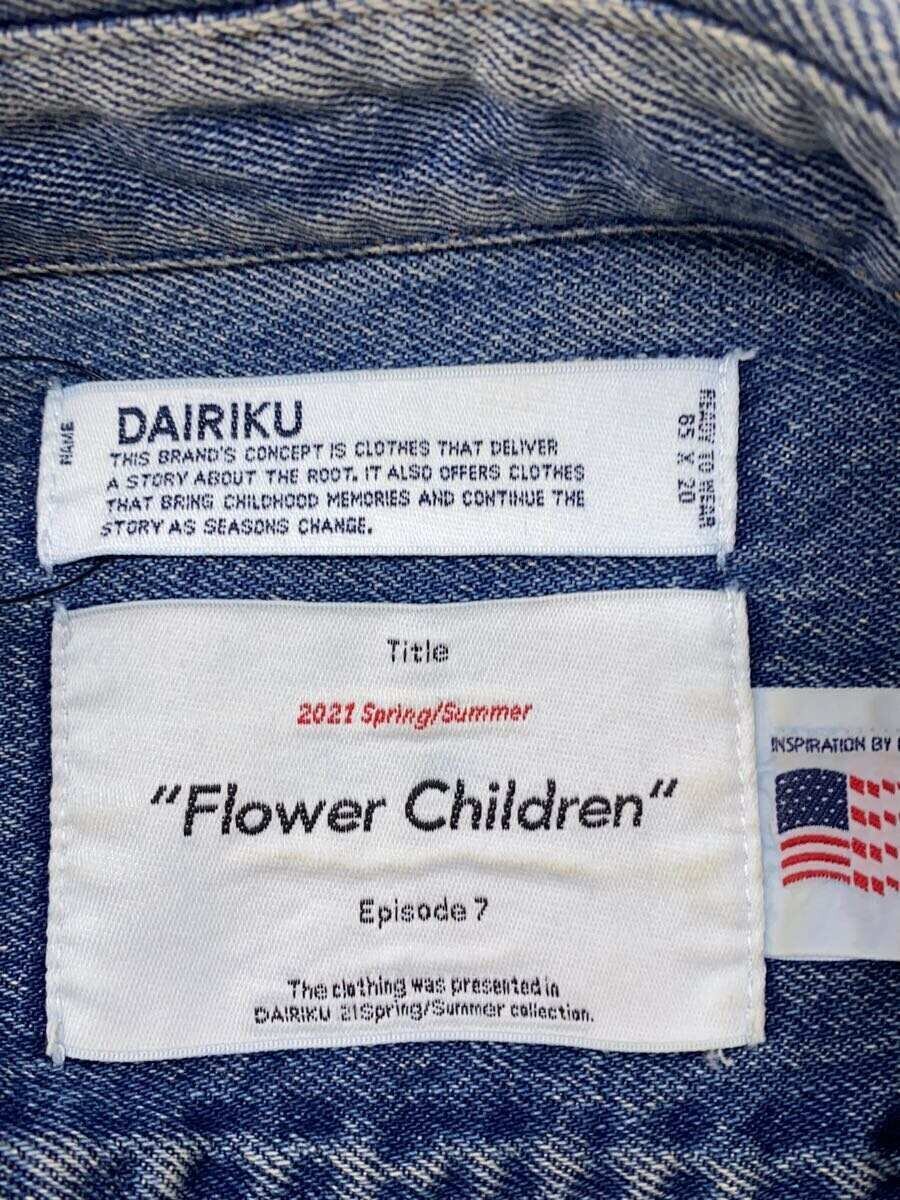 NAME
DAIRIKU
THIS BRAND'S CONCEPT IS CLOTHES THAT DELIVER
A STORY ABOUT THE ROOT. IT ALSO OFFERS CLOTHES
THAT BRING CHILDHOOD MEMORIES AND CONTINUE THE
STORY AS SEASONS CHANGE.
READY TO WEAR
65 X 20
Title
2021 Spring/Summer
"Flower Children"
Episode 7
The clothing was presented in
DAIRIKU 21Spring/Summer collection.
INSPIRATION BY